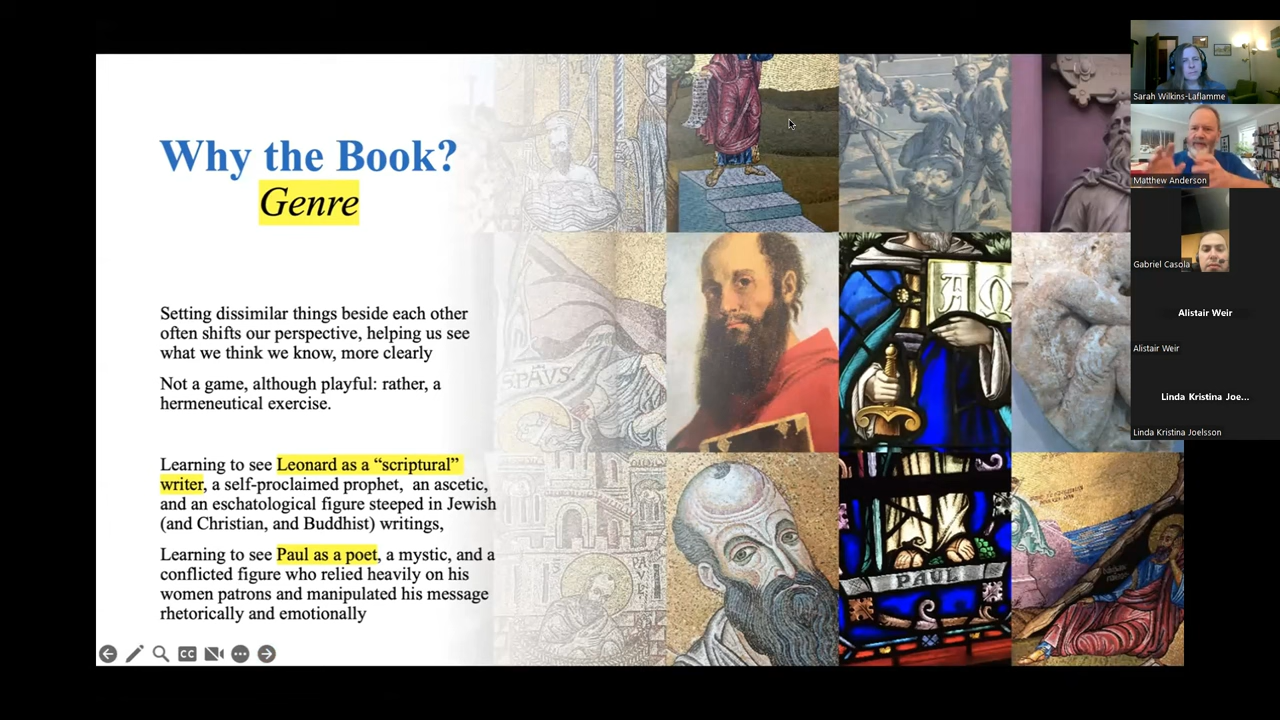 Why the Book?
Genre
Setting dissimilar things beside each other
often shifts our perspective, helping us see
what we think we know, more clearly
Not a game, although playful: rather, a
hermeneutical exercise.
Learning to see Leonard as a “scriptural”
writer, a self-proclaimed prophet,  an ascetic,
and an eschatological figure steeped in Jewish
(and Christian, and Buddhist) writings,
Learning to see Paul as a poet, a mystic, and a
conflicted figure who relied heavily on his
women patrons and manipulated his message
rhetorically and emotionally
CC
S. PAVS.
PAUL
Sarah Wilkins-Laflamme
Matthew Anderson
Gabriel Casola
Alistair Weir
Alistair Weir
Linda Kristina Joe...
Linda Kristina Joelsson